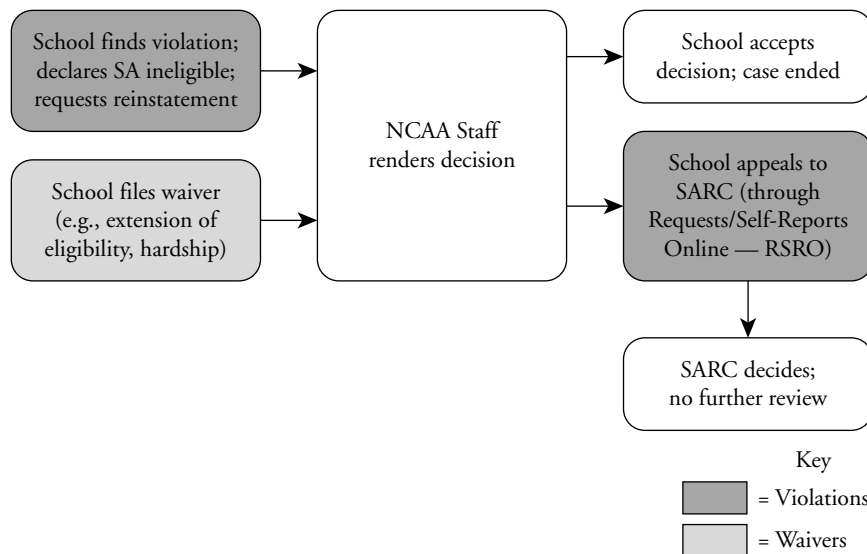 School finds violation;
declares SA ineligible;
requests reinstatement
School files waiver
(e.g., extension of
eligibility, hardship)
NCAA Staff
renders decision
School accepts
decision; case ended
School appeals to
SARC (through
Requests/Self-Reports
Online — RSRO)
SARC decides;
no further review
Key
= Violations
= Waivers